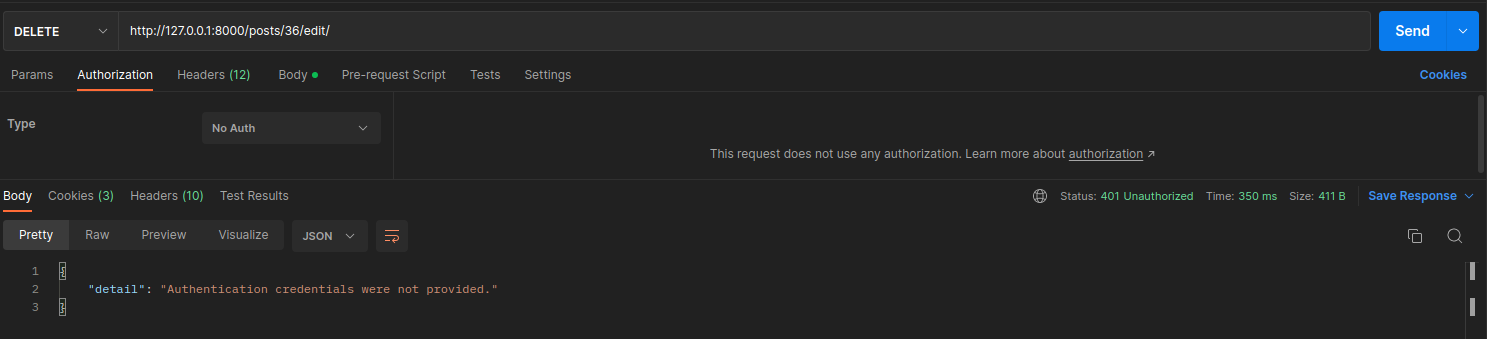 DELETE http://127.0.0.1:8000/posts/36/edit/ Send
Params Authorization Headers (12) Body Pre-request Script Tests Settings Cookies
Type No Auth
This request does not use any authorization. Learn more about authorization ↗
Body Cookies (3) Headers (10) Test Results Status: 401 Unauthorized Time: 350 ms Size: 411 B Save Response
Pretty Raw Preview Visualize JSON
1 {
2 "detail": "Authentication credentials were not provided."
3 }